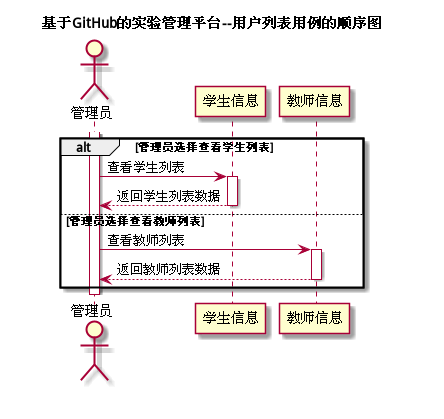 基于GitHub的实验管理平台--用户列表用例的顺序图
管理员
学生信息
教师信息
alt
[管理员选择查看学生列表]
查看学生列表
返回学生列表数据
[管理员选择查看教师列表]
查看教师列表
返回教师列表数据
管理员
学生信息
教师信息